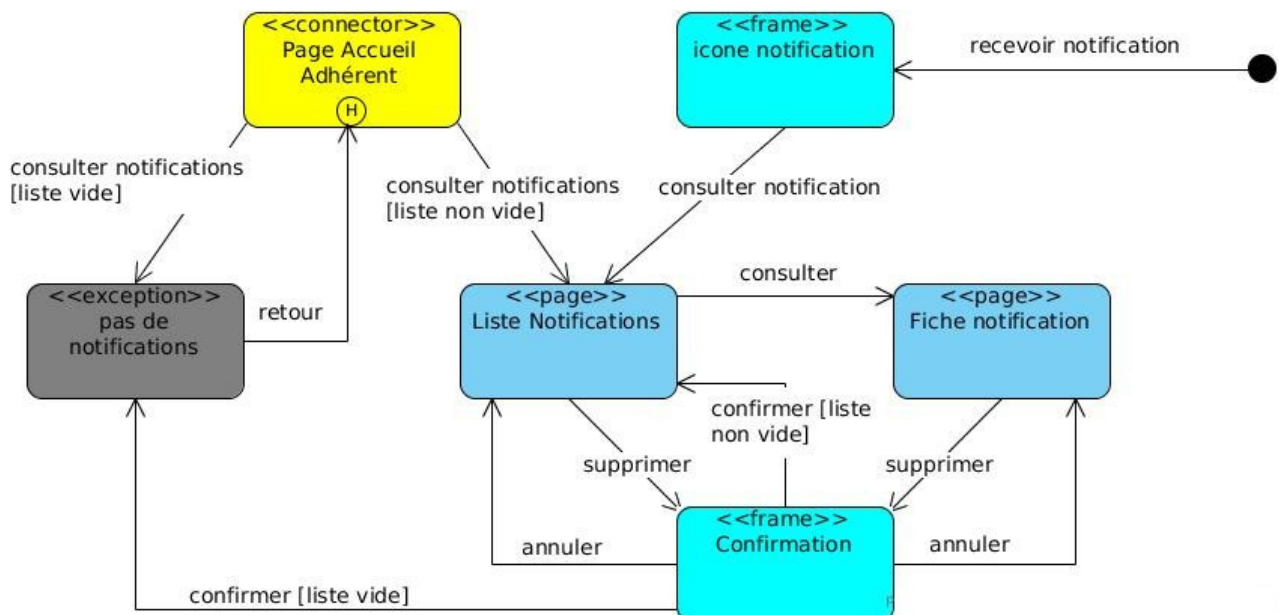 <<connector>>
Page Accueil
Adhérent
H
<<frame>>
icone notification
recevoir notification
consulter notifications
[liste vide]
consulter notifications
[liste non vide]
consulter notification
<<exception>>
pas de
notifications
retour
<<page>>
Liste Notifications
consulter
<<page>>
Fiche notification
confirmer [liste
non vide]
supprimer
supprimer
<<frame>>
Confirmation
annuler
annuler
confirmer [liste vide]